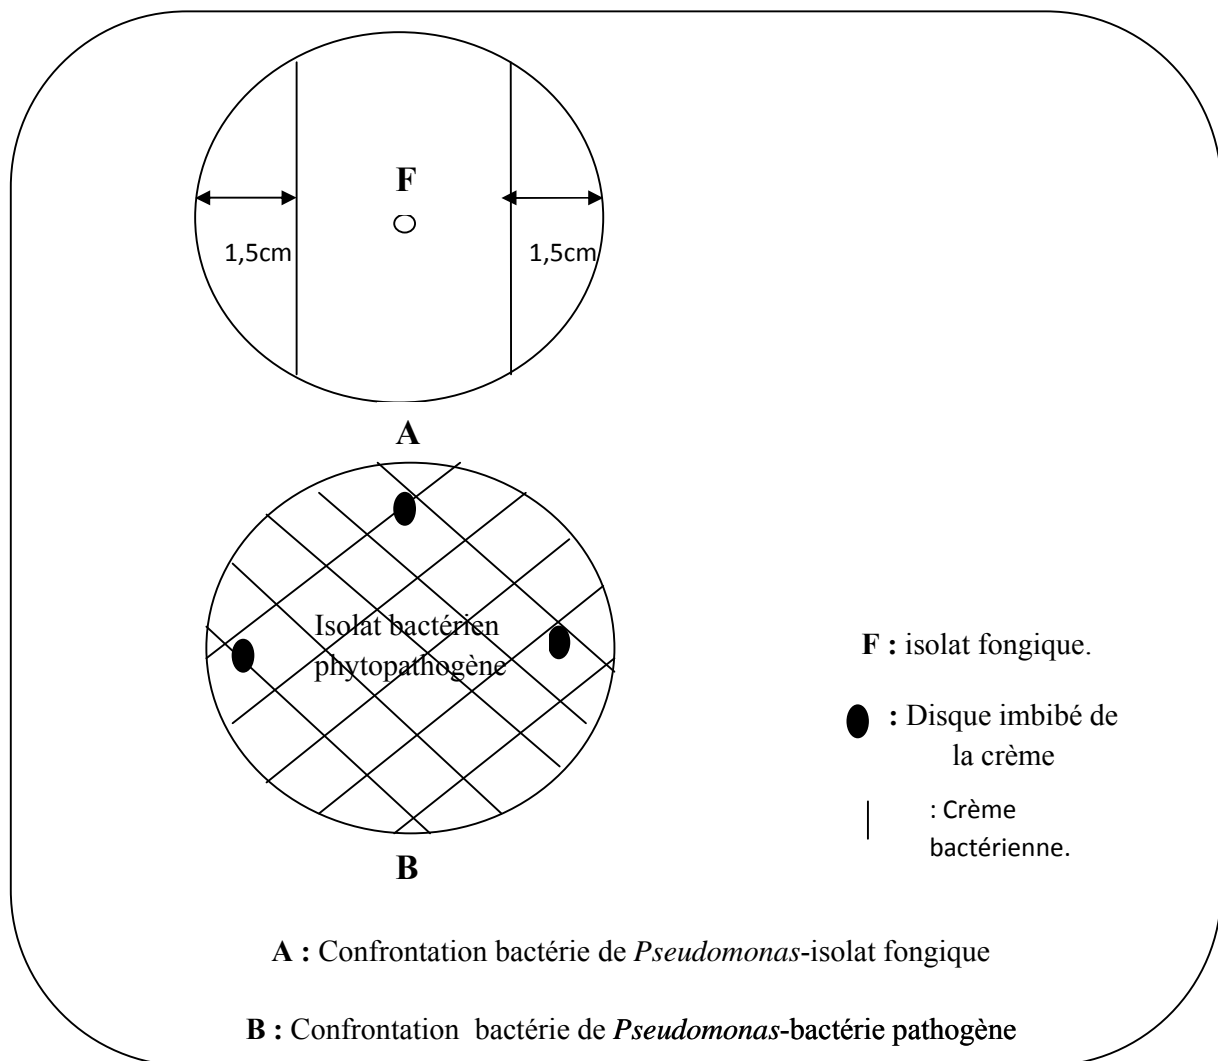 F
1,5cm
1,5cm
A
Isolat bactérien
phytopathogène
B
F : isolat fongique.
: Disque imbibé de
la crème
: Crème
bactérienne.
A : Confrontation bactérie de Pseudomonas-isolat fongique
B : Confrontation bactérie de Pseudomonas-bactérie pathogène